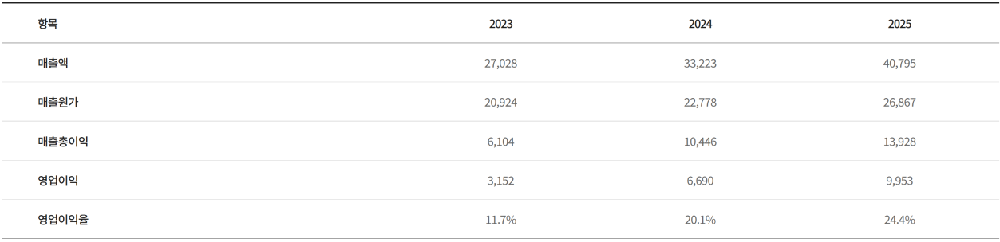 항목 2023 2024 2025
매출액 27,028 33,223 40,795
매출원가 20,924 22,778 26,867
매출총이익 6,104 10,446 13,928
영업이익 3,152 6,690 9,953
영업이익율 11.7% 20.1% 24.4%